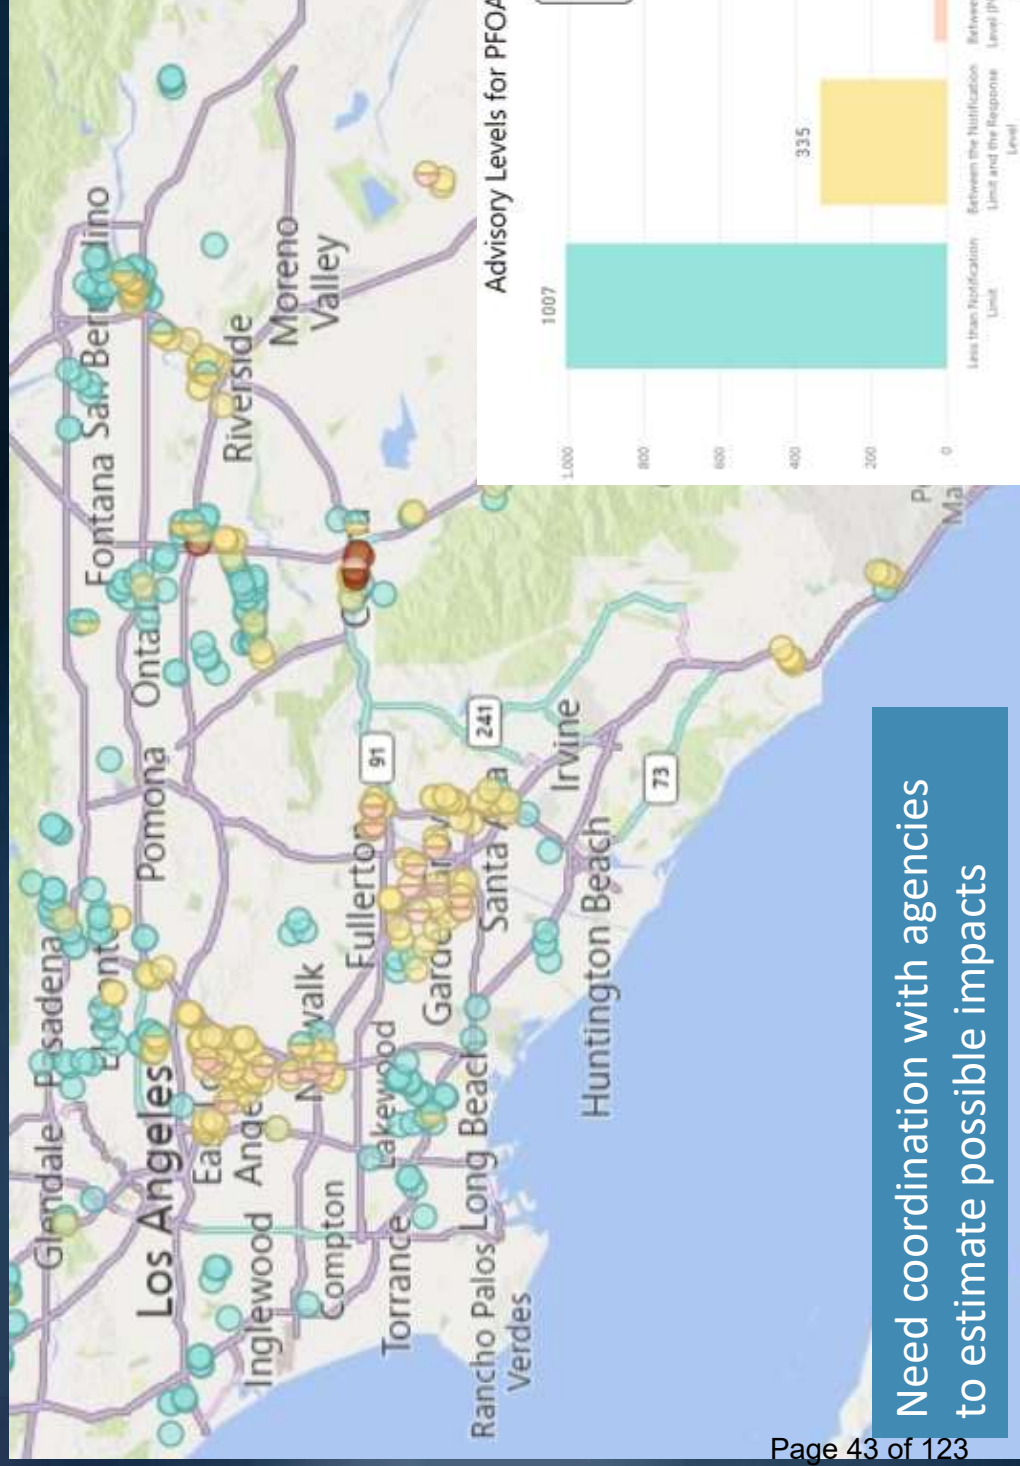 Glendale
Pasadena
San Bernardino
Fontana
Los Angeles
Pomona
Moreno
Valley
Riverside
Inglewood
Compton
Fullerton
91
Torrance
Lakewood
Rancho Palos
Verdes
Long Beach
Santa
241
Huntington Beach
Irvine
73
Advisory Levels for PFOA
1007
335
1,000
800
600
400
200
0
Less than Notification
Limit
Between the Notification
Limit and the Response
Level
Need coordination with agencies
to estimate possible impacts
Page 43 of 123